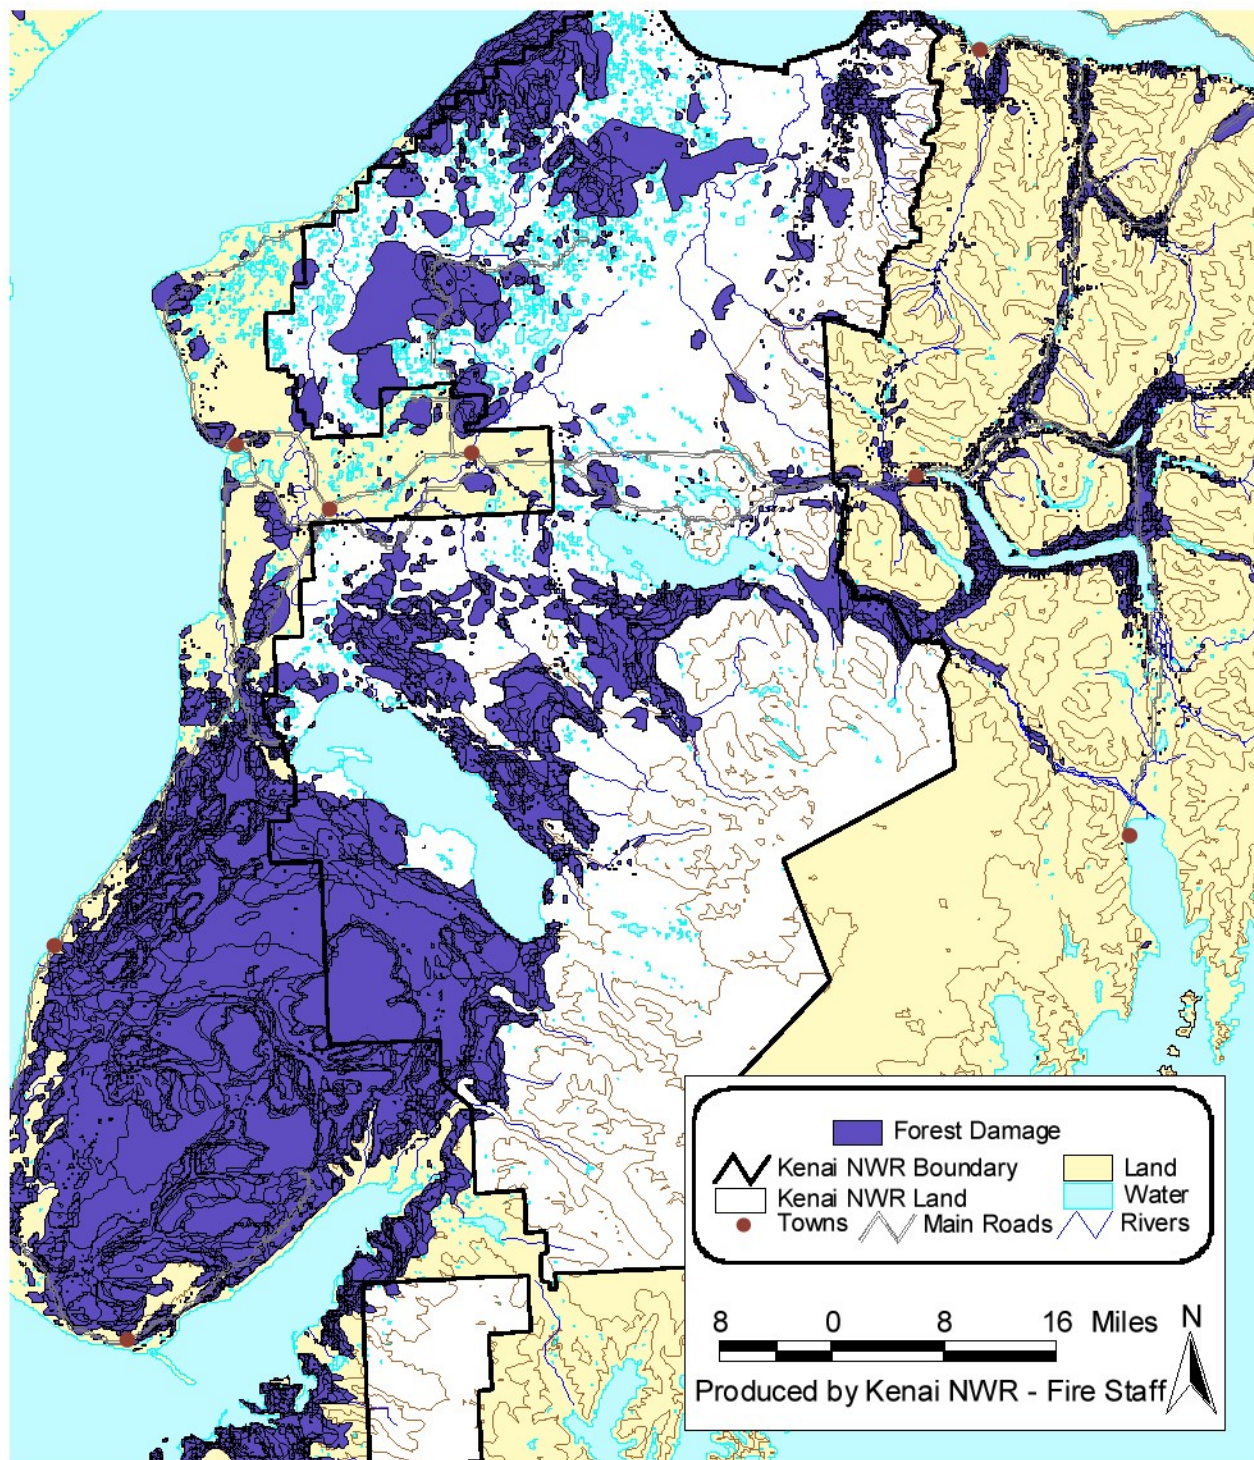 Forest Damage
Kenai NWR Boundary
Land
Kenai NWR Land
Water
Towns
Main Roads
Rivers
8 0 8 16 Miles N
Produced by Kenai NWR - Fire Staff